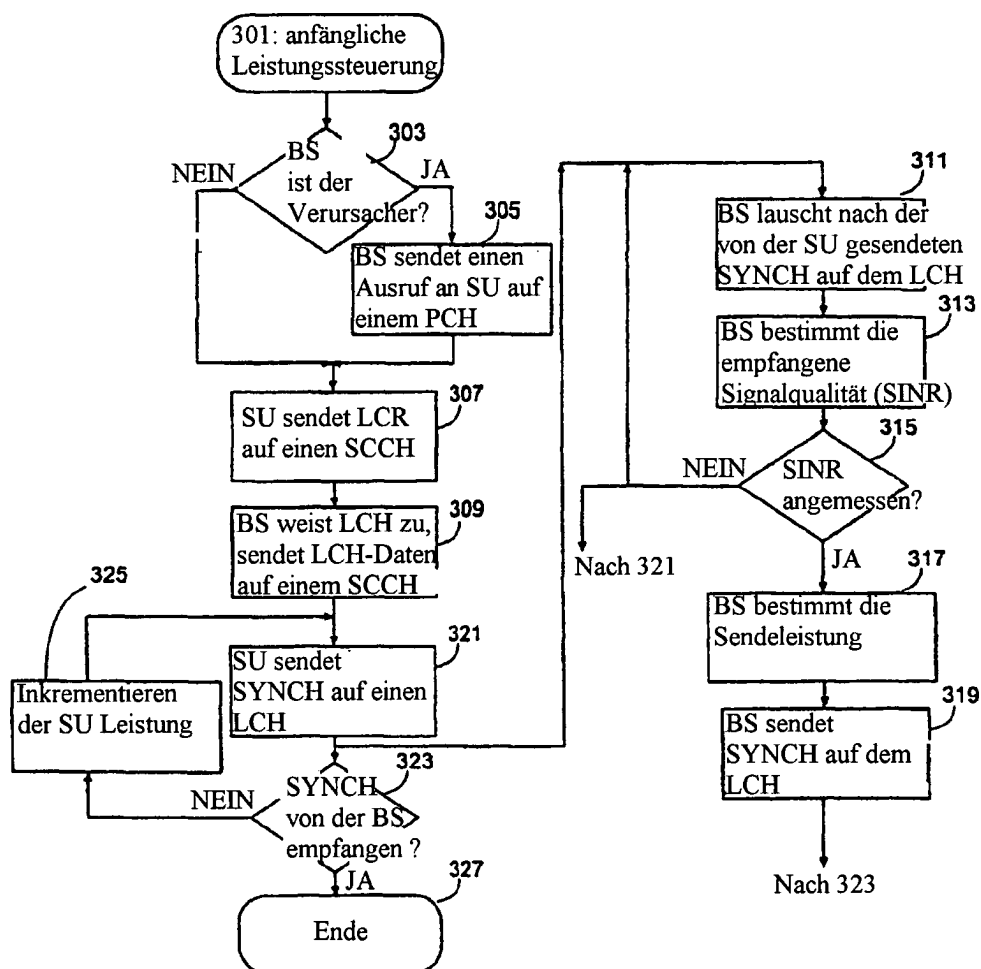 301: anfängliche
Leistungssteuerung
303
BS
ist der
Verursacher?
NEIN
JA
305
BS sendet einen
Ausruf an SU auf
einem PCH
307
SU sendet LCR
auf einen SCCH
309
BS weist LCH zu,
sendet LCH-Daten
auf einem SCCH
325
Inkrementieren
der SU Leistung
321
SU sendet
SYNCH auf einen
LCH
323
SYNCH
von der BS
empfangen ?
NEIN
JA
327
Ende
311
BS lauscht nach der
von der SU gesendeten
SYNCH auf dem LCH
313
BS bestimmt die
empfangene
Signalqualität (SINR)
315
SINR
angemessen?
NEIN
Nach 321
JA
317
BS bestimmt die
Sendeleistung
319
BS sendet
SYNCH auf dem
LCH
Nach 323